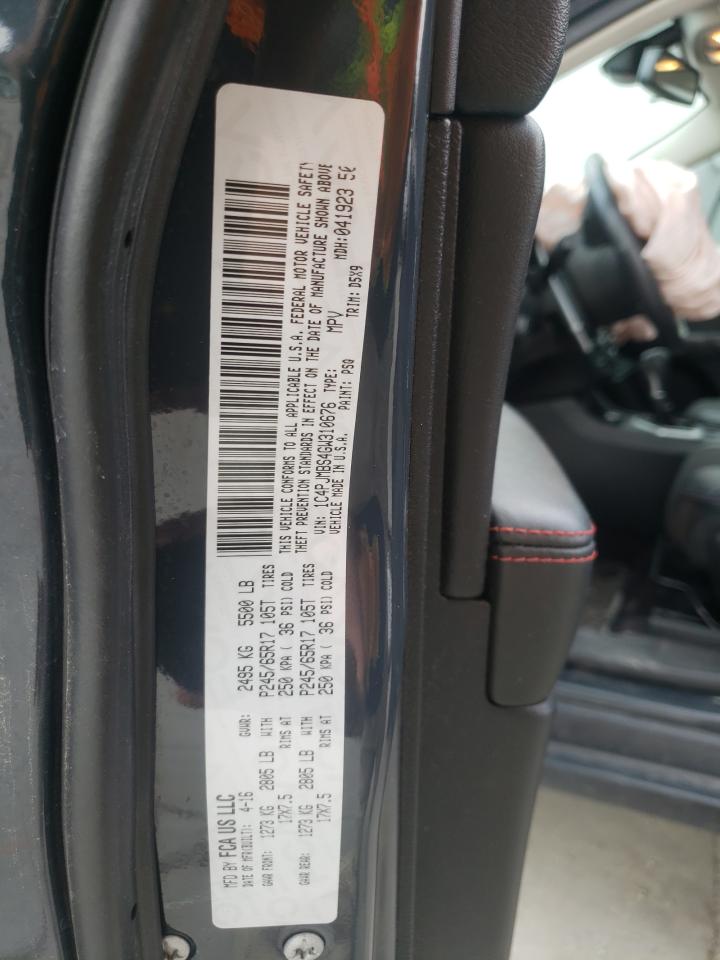 MFD BY FCA US LLC
DATE OF MFR(BUILT): 4-16 GVWR: 2495 KG 5500 LB
GAWR FRONT: 1273 KG 2805 LB WITH P245/65R17 105T TIRES
17X7.5 RIMS AT 250 KPA ( 36 PSI) COLD
GAWR REAR: 1273 KG 2805 LB WITH P245/65R17 105T TIRES
17X7.5 RIMS AT 250 KPA ( 36 PSI) COLD
THIS VEHICLE CONFORMS TO ALL APPLICABLE U.S.A. FEDERAL MOTOR VEHICLE SAFETY
THEFT PREVENTION STANDARDS IN EFFECT ON THE DATE OF MANUFACTURE SHOWN ABOVE
VIN: 1C4PJMBS4GW310676 TYPE: MPV MDH:041923 50
VEHICLE MADE IN U.S.A. PAINT: PSQ TRIM: D5X9